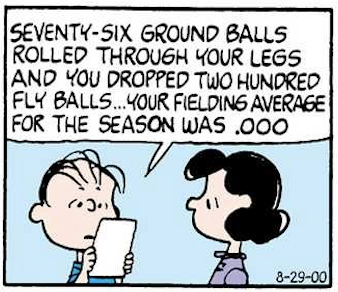 SEVENTY-SIX GROUND BALLS
ROLLED THROUGH YOUR LEGS
AND YOU DROPPED TWO HUNDRED
FLY BALLS...YOUR FIELDING AVERAGE
FOR THE SEASON WAS .000
8-29-00